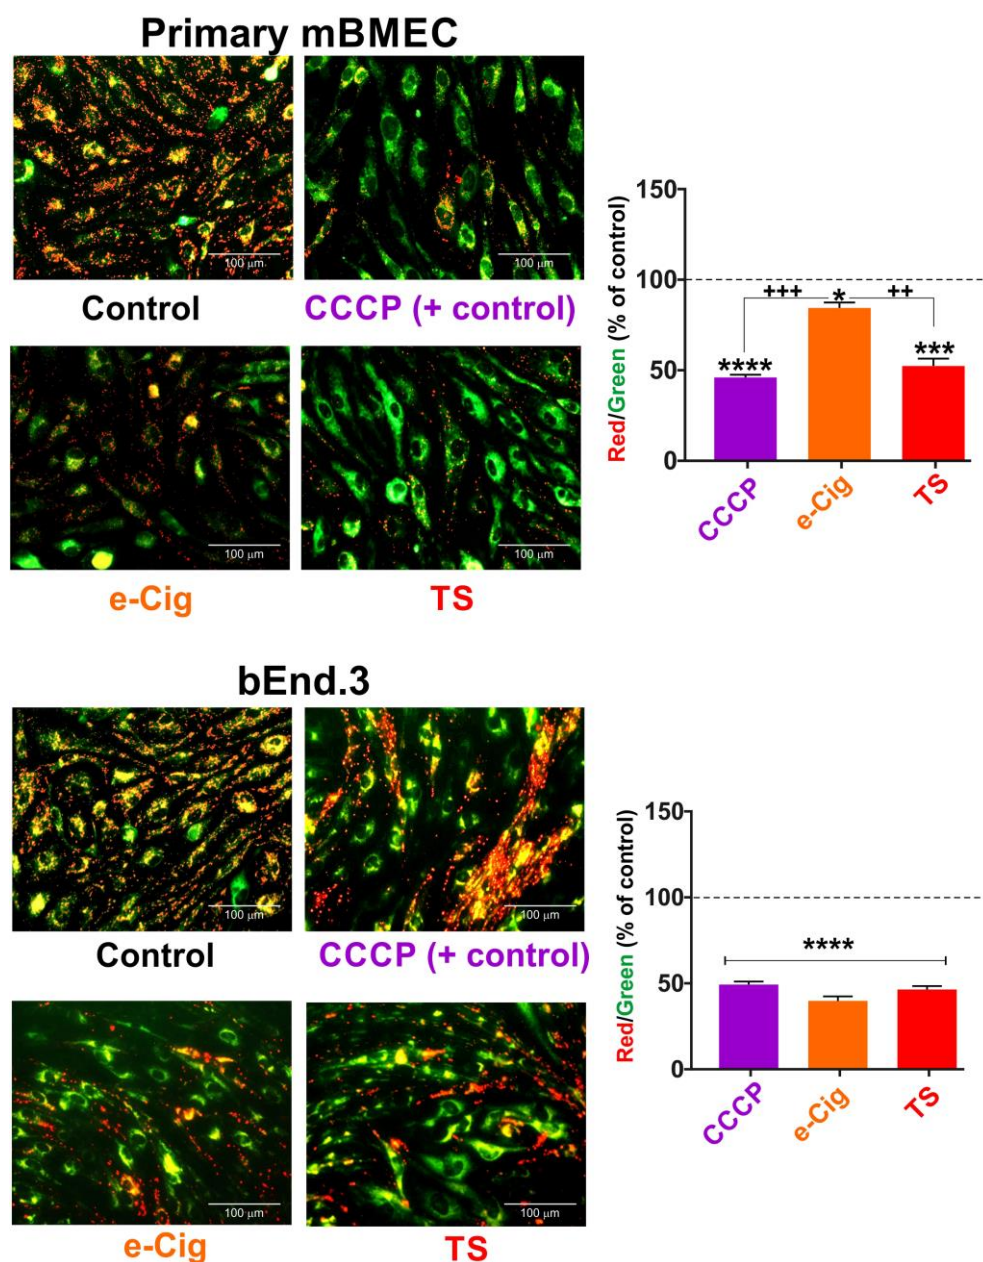 Primary mBMEC
100 μm
100 μm
Control
CCCP (+ control)
100 μm
100 μm
e-Cig
TS
Red/Green (% of control)
150
100
50
0
+++
*
++
****
***
CCCP
e-Cig
TS
bEnd.3
100 μm
100 μm
Control
CCCP (+ control)
100 μm
100 μm
e-Cig
TS
Red/Green (% of control)
150
100
50
0
****
CCCP
e-Cig
TS